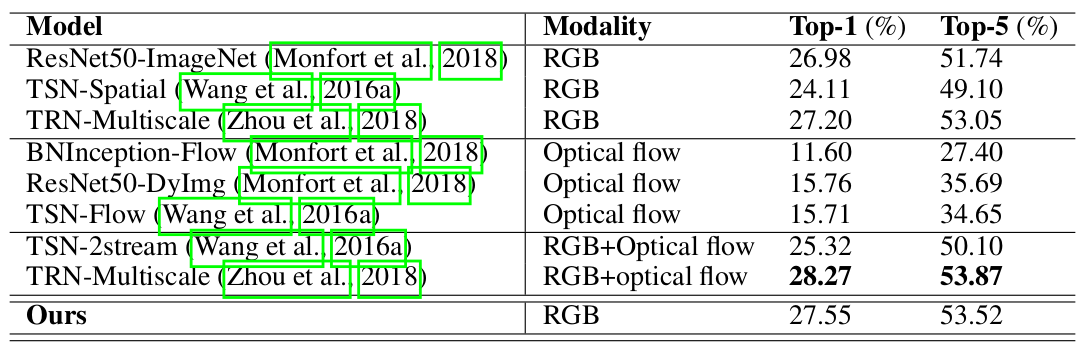 Model Modality Top-1 (%) Top-5 (%)
ResNet50-ImageNet (Monfort et al., 2018) RGB 26.98 51.74
TSN-Spatial (Wang et al., 2016a) RGB 24.11 49.10
TRN-Multiscale (Zhou et al., 2018) RGB 27.20 53.05
BNInception-Flow (Monfort et al., 2018) Optical flow 11.60 27.40
ResNet50-DyImg (Monfort et al., 2018) Optical flow 15.76 35.69
TSN-Flow (Wang et al., 2016a) Optical flow 15.71 34.65
TSN-2stream (Wang et al., 2016a) RGB+Optical flow 25.32 50.10
TRN-Multiscale (Zhou et al., 2018) RGB+optical flow 28.27 53.87
Ours RGB 27.55 53.52